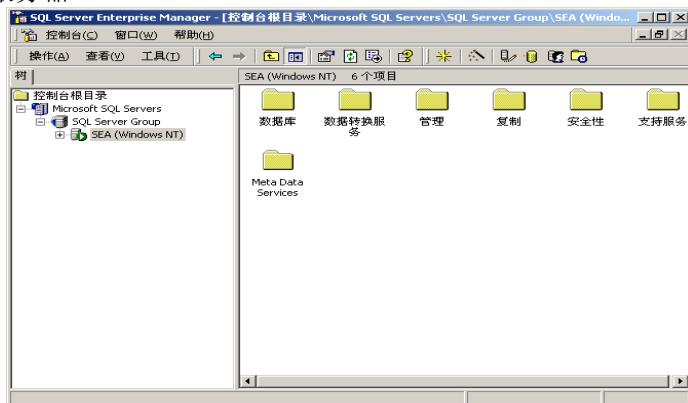 SQL Server Enterprise Manager - [控制台根目录\Microsoft SQL Servers\SQL Server Group\SEA (Windo...
控制台(C) 窗口(W) 帮助(H)
操作(A) 查看(V) 工具(T)
树
SEA (Windows NT) 6 个项目
控制台根目录
Microsoft SQL Servers
SQL Server Group
SEA (Windows NT)
数据库
数据转换服
务
管理
复制
安全性
支持服务
Meta Data
Services